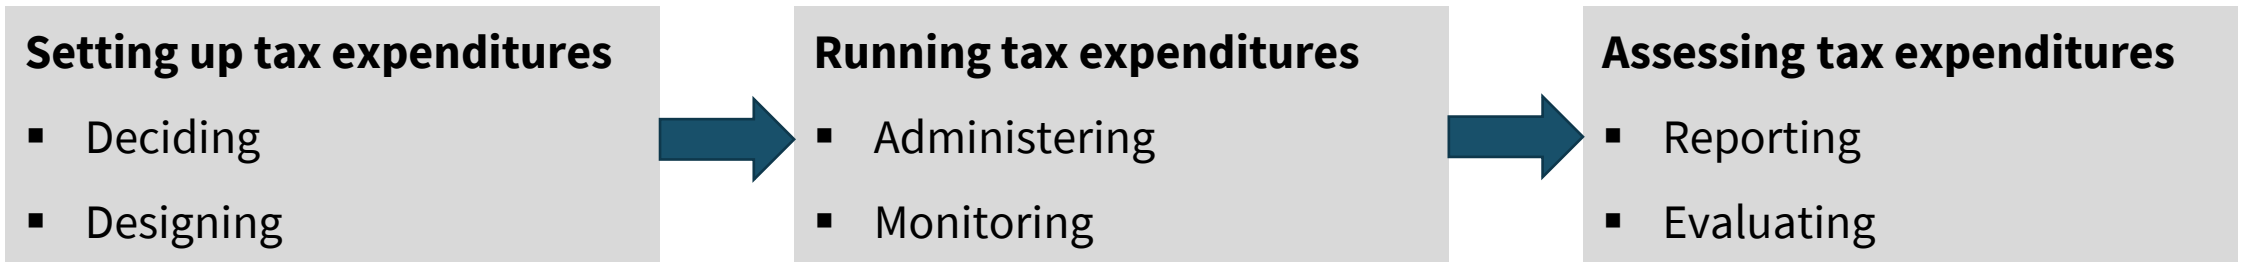 Setting up tax expenditures
▪ Deciding
▪ Designing
Running tax expenditures
▪ Administering
▪ Monitoring
Assessing tax expenditures
▪ Reporting
▪ Evaluating